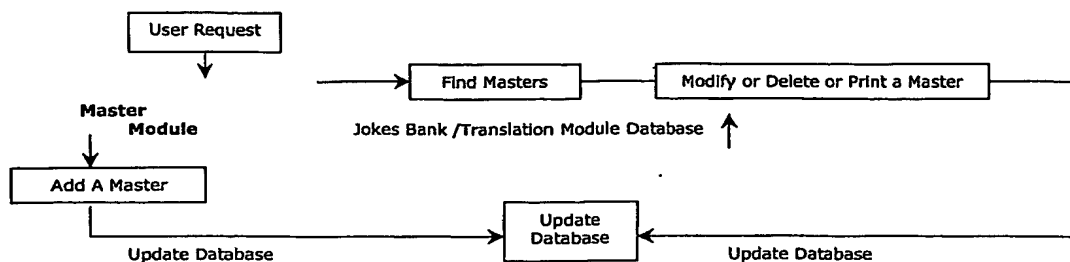 User Request
Find Masters
Modify or Delete or Print a Master
Master
Module
Jokes Bank /Translation Module Database
Add A Master
Update
Database
Update Database
Update Database